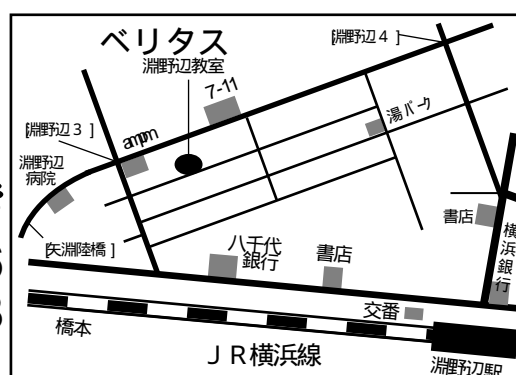 ベリタス
淵野辺教室
[淵野辺4]
7-11
湯パーク
[淵野辺3]
ampm
淵野辺
病院
[矢淵陸橋]
八千代
銀行
書店
書店
横浜銀行
交番
橋本
JR横浜線
淵野辺駅